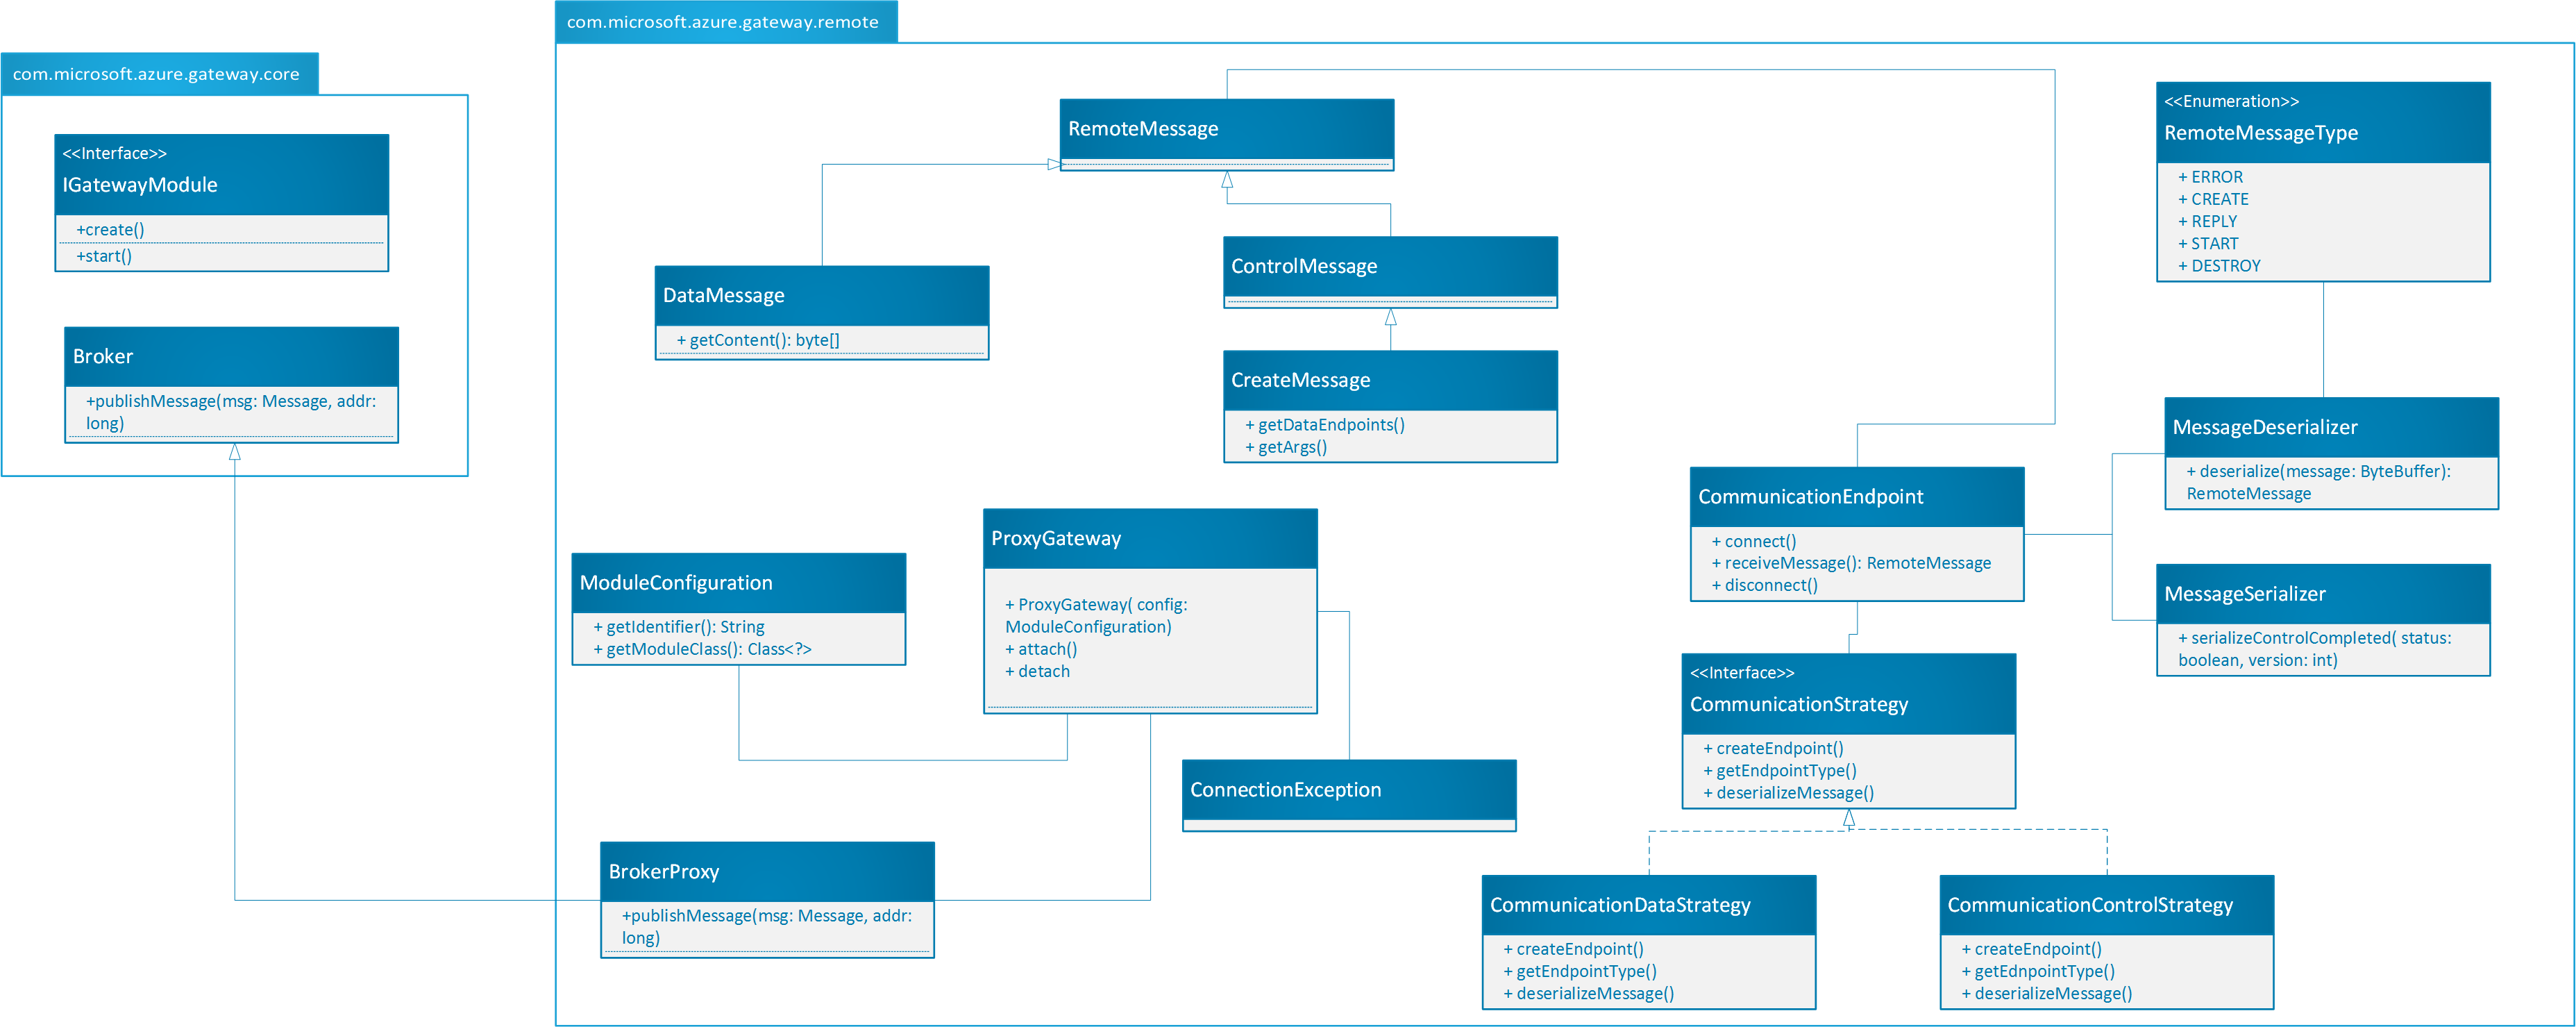 com.microsoft.azure.gateway.core
<<Interface>>
IGatewayModule
+create()
+start()
Broker
+publishMessage(msg: Message, addr:
long)
com.microsoft.azure.gateway.remote
RemoteMessage
DataMessage
+ getContent(): byte[]
ControlMessage
CreateMessage
+ getDataEndpoints()
+ getArgs()
<<Enumeration>>
RemoteMessageType
+ ERROR
+ CREATE
+ REPLY
+ START
+ DESTROY
MessageDeserializer
+ deserialize(message: ByteBuffer):
RemoteMessage
CommunicationEndpoint
+ connect()
+ receiveMessage(): RemoteMessage
+ disconnect()
MessageSerializer
+ serializeControlCompleted( status:
boolean, version: int)
ModuleConfiguration
+ getIdentifier(): String
+ getModuleClass(): Class<?>
ProxyGateway
+ ProxyGateway( config:
ModuleConfiguration)
+ attach()
+ detach
<<Interface>>
CommunicationStrategy
+ createEndpoint()
+ getEndpointType()
+ deserializeMessage()
ConnectionException
BrokerProxy
+publishMessage(msg: Message, addr:
long)
CommunicationDataStrategy
+ createEndpoint()
+ getEndpointType()
+ deserializeMessage()
CommunicationControlStrategy
+ createEndpoint()
+ getEdnpointType()
+ deserializeMessage()